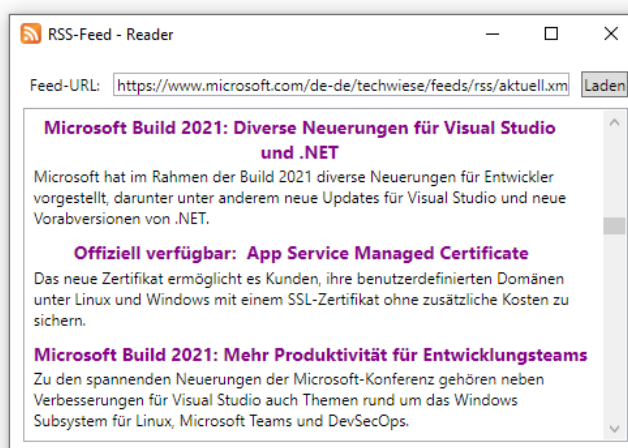 RSS-Feed - Reader
Feed-URL: https://www.microsoft.com/de-de/techwiese/feeds/rss/aktuell.xm Laden
Microsoft Build 2021: Diverse Neuerungen für Visual Studio
und .NET
Microsoft hat im Rahmen der Build 2021 diverse Neuerungen für Entwickler
vorgestellt, darunter unter anderem neue Updates für Visual Studio und neue
Vorabversionen von .NET.
Offiziell verfügbar:  App Service Managed Certificate
Das neue Zertifikat ermöglicht es Kunden, ihre benutzerdefinierten Domänen
unter Linux und Windows mit einem SSL-Zertifikat ohne zusätzliche Kosten zu
sichern.
Microsoft Build 2021: Mehr Produktivität für Entwicklungsteams
Zu den spannenden Neuerungen der Microsoft-Konferenz gehören neben
Verbesserungen für Visual Studio auch Themen rund um das Windows
Subsystem für Linux, Microsoft Teams und DevSecOps.